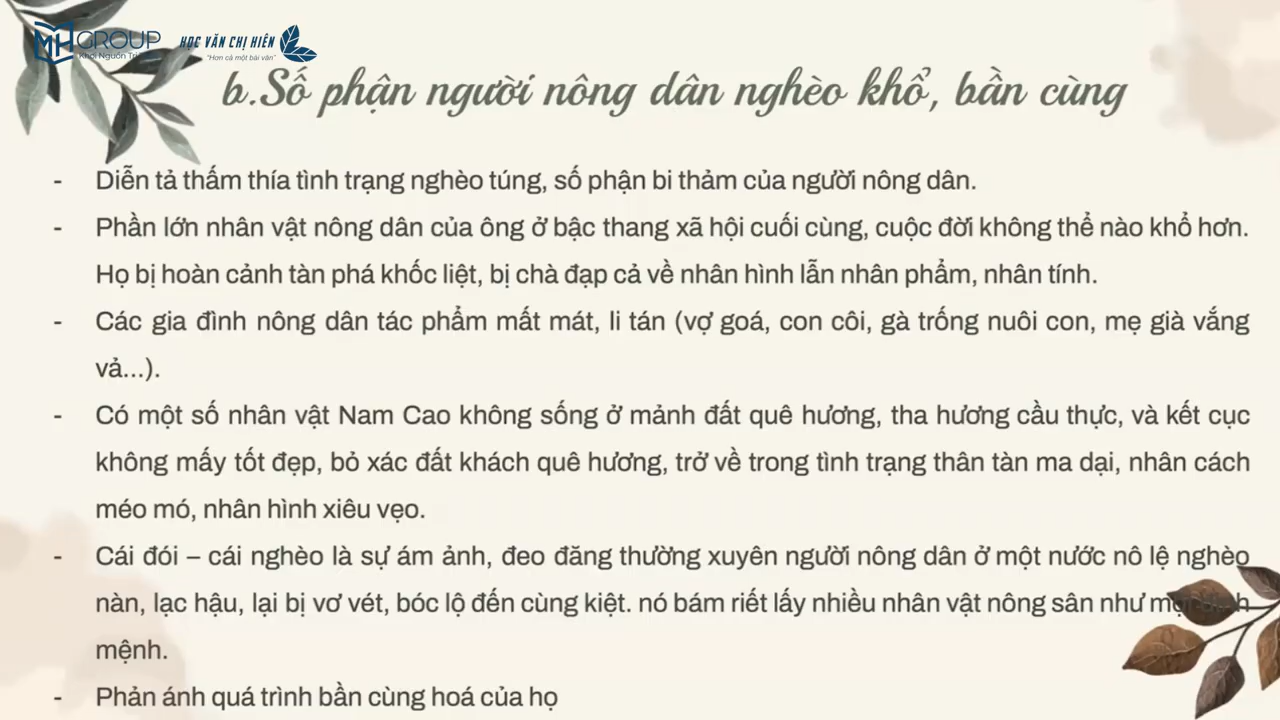 MH GROUP
Khơi Nguồn Tri
HỌC VĂN CHỊ HIÊN
"Hơn cả một bài văn"
b.Số phận người nông dân nghèo khổ, bần cùng
- Diễn tả thấm thía tình trạng nghèo túng, số phận bi thảm của người nông dân.
- Phần lớn nhân vật nông dân của ông ở bậc thang xã hội cuối cùng, cuộc đời không thể nào khổ hơn.
Họ bị hoàn cảnh tàn phá khốc liệt, bị chà đạp cả về nhân hình lẫn nhân phẩm, nhân tính.
- Các gia đình nông dân tác phẩm mất mát, li tán (vợ goá, con côi, gà trống nuôi con, mẹ già vắng
vả...).
- Có một số nhân vật Nam Cao không sống ở mảnh đất quê hương, tha hương cầu thực, và kết cục
không mấy tốt đẹp, bỏ xác đất khách quê hương, trở về trong tình trạng thân tàn ma dại, nhân cách
méo mó, nhân hình xiêu vẹo.
- Cái đói – cái nghèo là sự ám ảnh, đeo đăng thường xuyên người nông dân ở một nước nô lệ nghèo
nàn, lạc hậu, lại bị vơ vét, bóc lộ đến cùng kiệt. nó bám riết lấy nhiều nhân vật nông sân như
mệnh.
- Phản ánh quá trình bần cùng hoá của họ